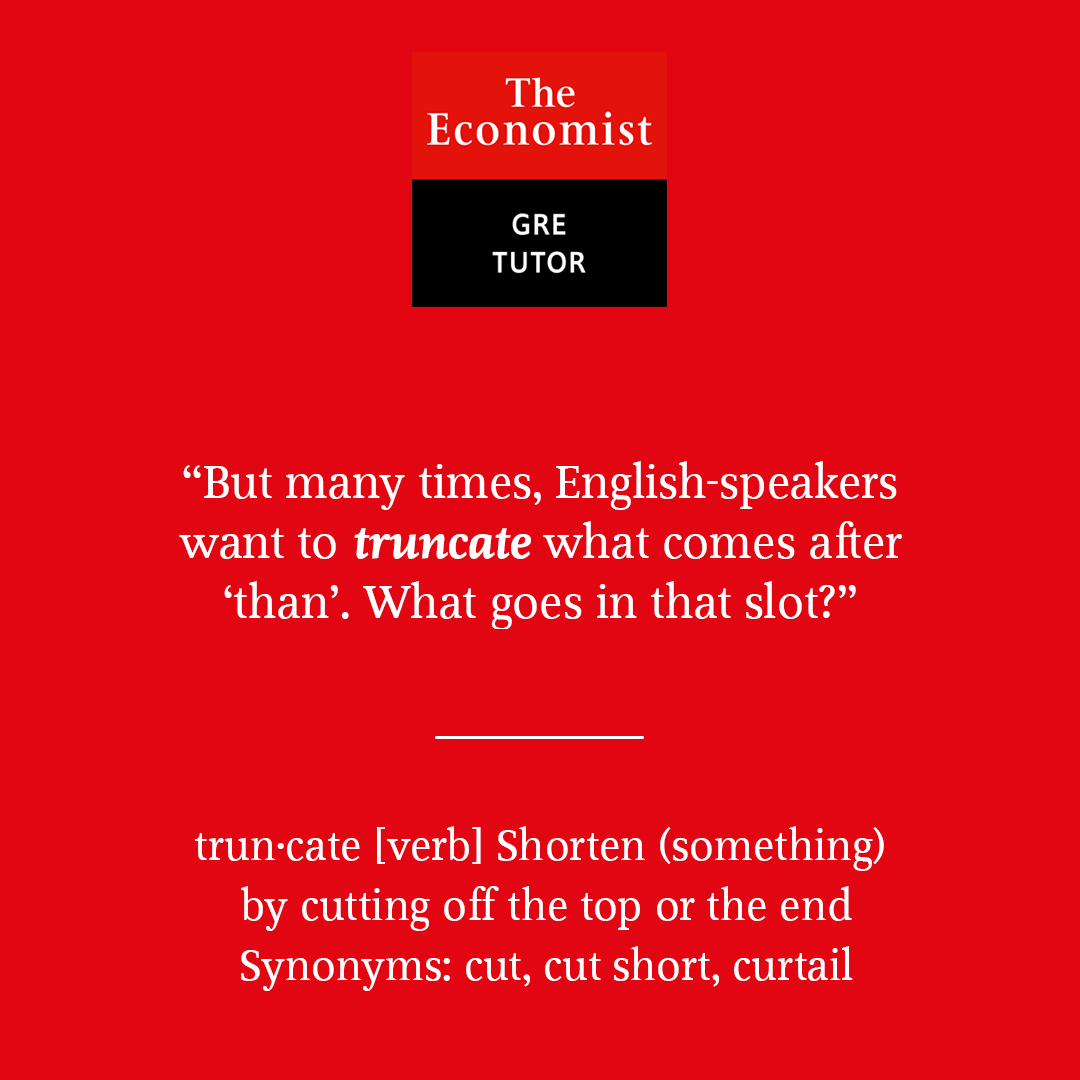 The
Economist
GRE
TUTOR
“But many times, English-speakers
want to truncate what comes after
‘than’. What goes in that slot?”
trun·cate [verb] Shorten (something)
by cutting off the top or the end
Synonyms: cut, cut short, curtail